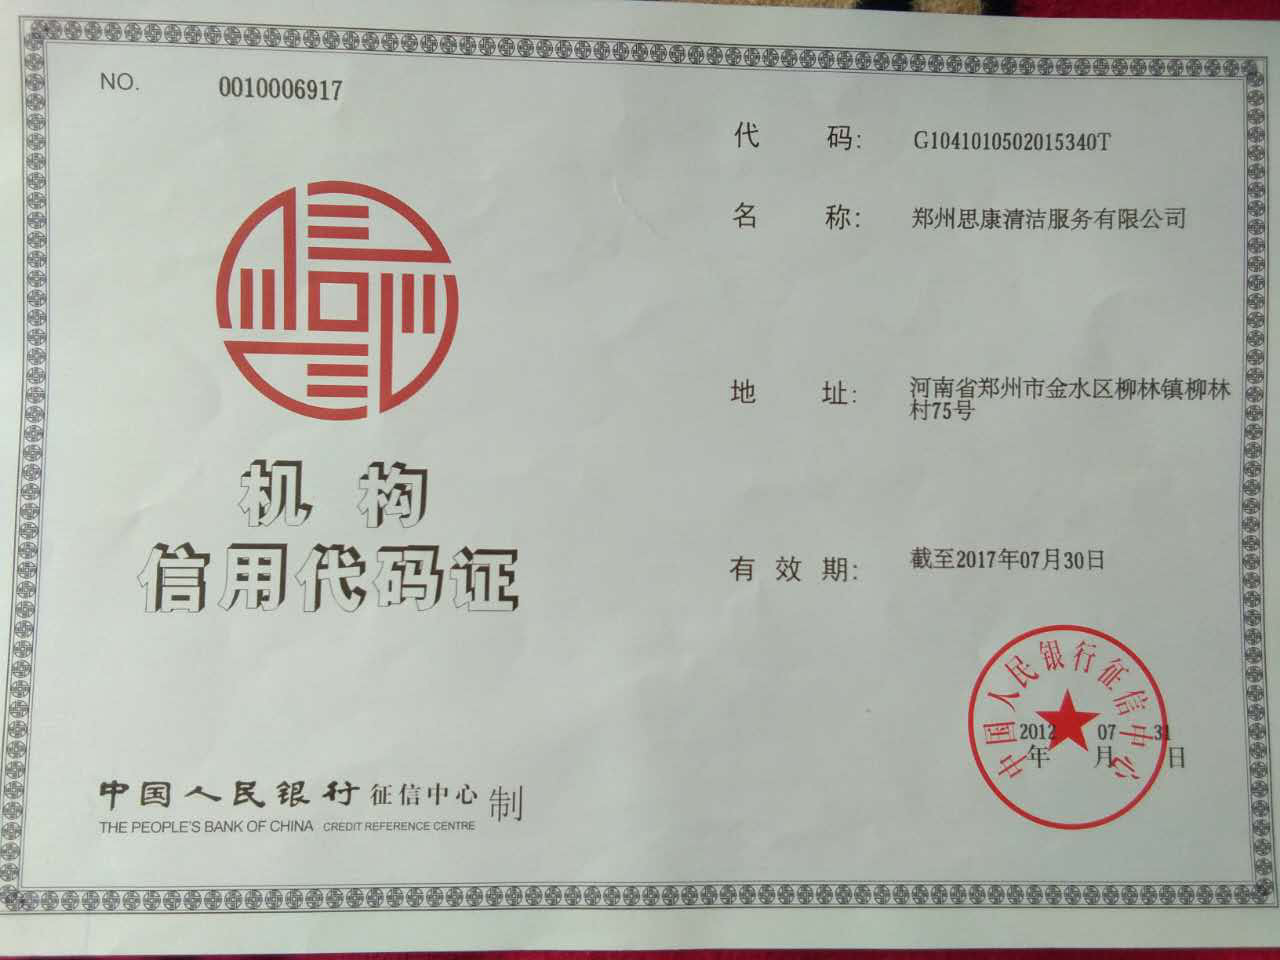 NO. 0010006917
机构
信用代码证
中国人民银行征信中心 制
THE PEOPLE'S BANK OF CHINA CREDIT REFERENCE CENTRE
代码: G1041010502015340T
名称: 郑州思康清洁服务有限公司
地址: 河南省郑州市金水区柳林镇柳林
村75号
有效期: 截至2017年07月30日
中国人民银行征信中心
2012 07 31
年 月 日